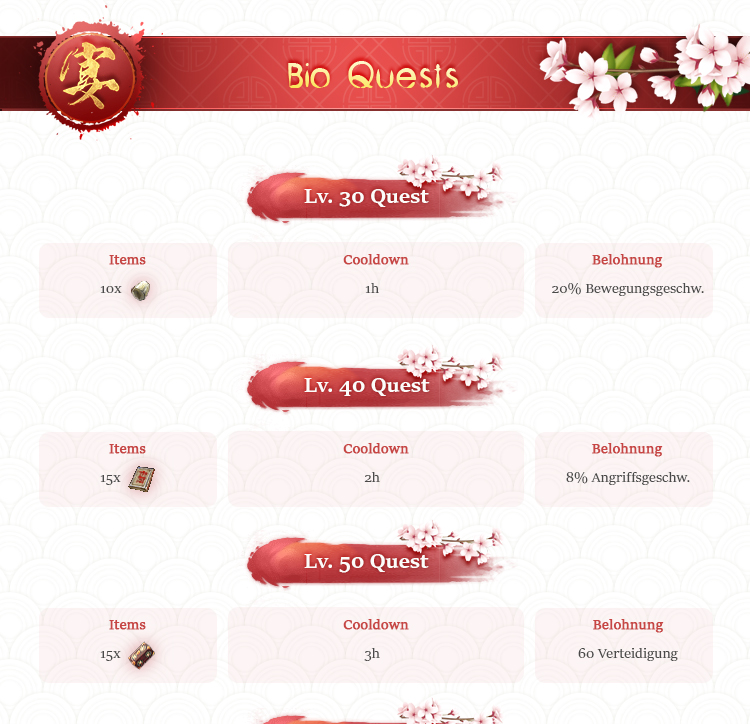 宴
Bio Quests
Lv. 30 Quest
Items
Cooldown
Belohnung
10x
1h
20% Bewegungsgeschw.
Lv. 40 Quest
Items
Cooldown
Belohnung
15x
2h
8% Angriffsgeschw.
Lv. 50 Quest
Items
Cooldown
Belohnung
15x
3h
60 Verteidigung